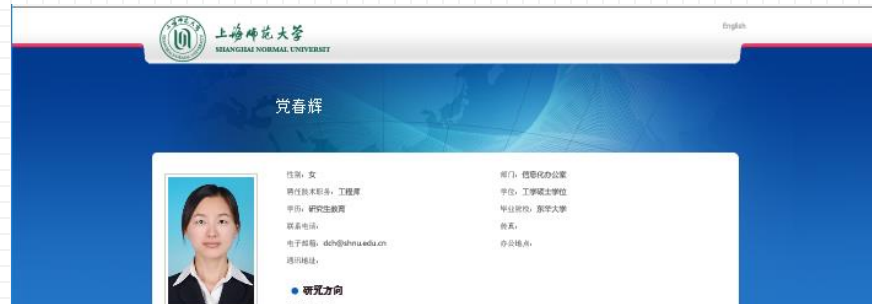 上海师范大学
SHANGHAI NORMAL UNIVERSIT
English
党春辉
性别：女
部门：信息化办公室
聘任技术职务：工程师
学位：工学硕士学位
学历：研究生教育
毕业院校：东华大学
联系电话：
传真：
电子邮箱：dch@shnu.edu.cn
办公地点：
通讯地址：
研究方向